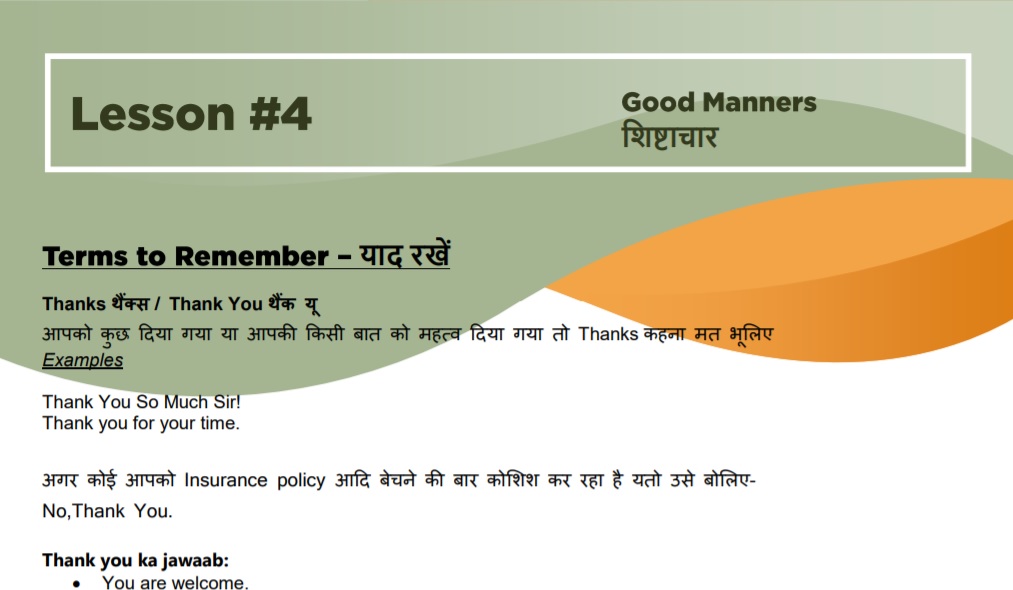 Lesson #4
Good Manners
शिष्टाचार
Terms to Remember – याद रखें
Thanks थैंक्स / Thank You थैंक यू
आपको कुछ दिया गया या आपकी किसी बात को महत्व दिया गया तो Thanks कहना मत भूलिए
Examples
Thank You So Much Sir!
Thank you for your time.
अगर कोई आपको Insurance policy आदि बेचने की बार कोशिश कर रहा है यतो उसे बोलिए-
No,Thank You.
Thank you ka jawaab:
• You are welcome.